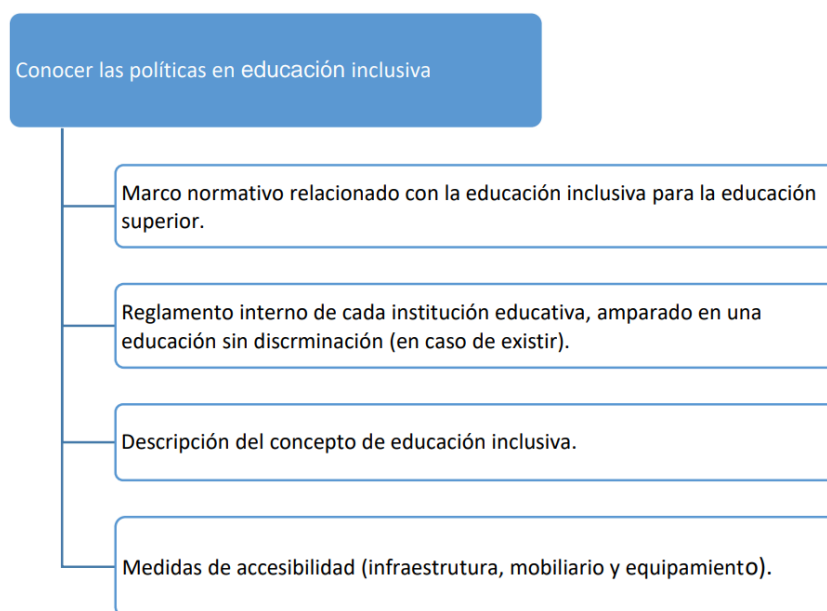 Conocer las políticas en educación inclusiva
Marco normativo relacionado con la educación inclusiva para la educación
superior.
Reglamento interno de cada institución educativa, amparado en una
educación sin discrminación (en caso de existir).
Descripción del concepto de educación inclusiva.
Medidas de accesibilidad (infraestrutura, mobiliario y equipamiento).